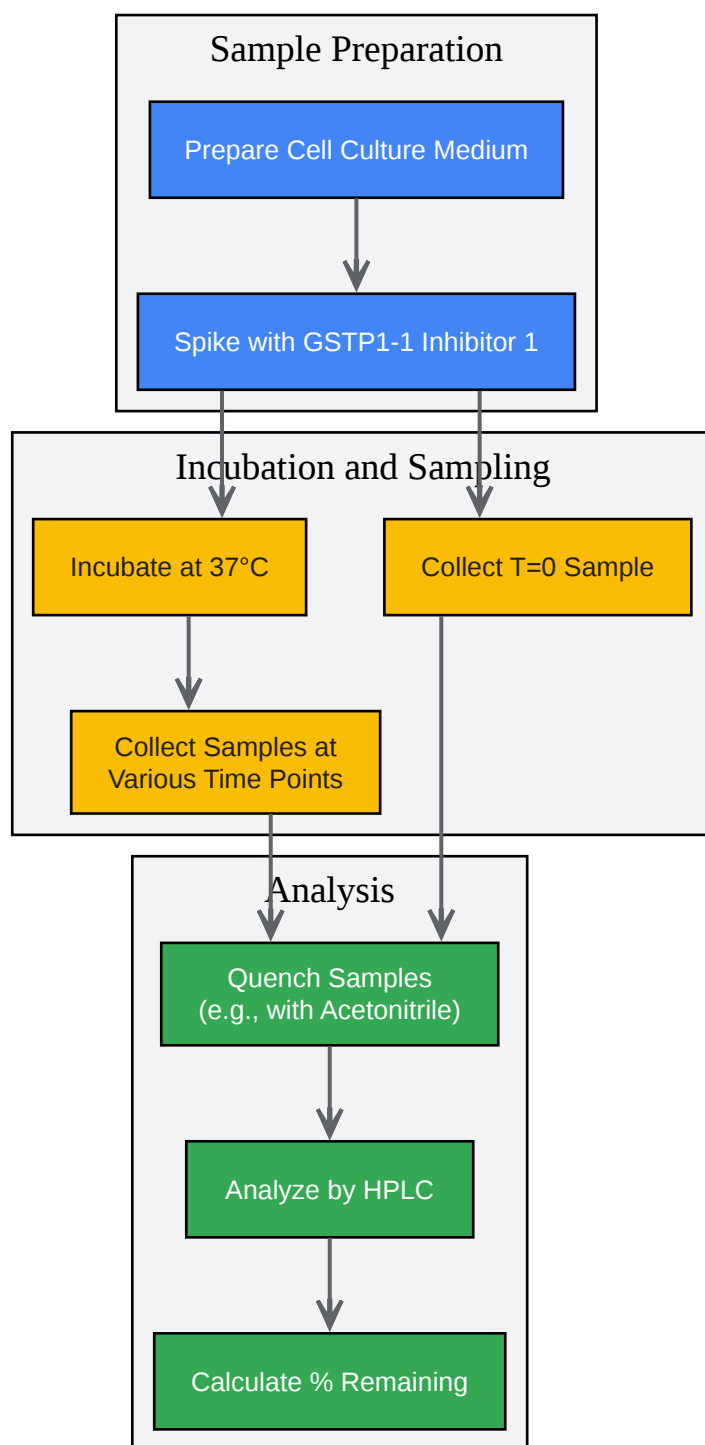 Sample Preparation
Prepare Cell Culture Medium
Spike with GSTP1-1 Inhibitor 1
Incubation and Sampling
Incubate at 37°C
Collect T=0 Sample
Collect Samples at
Various Time Points
Analysis
Quench Samples
(e.g., with Acetonitrile)
Analyze by HPLC
Calculate % Remaining